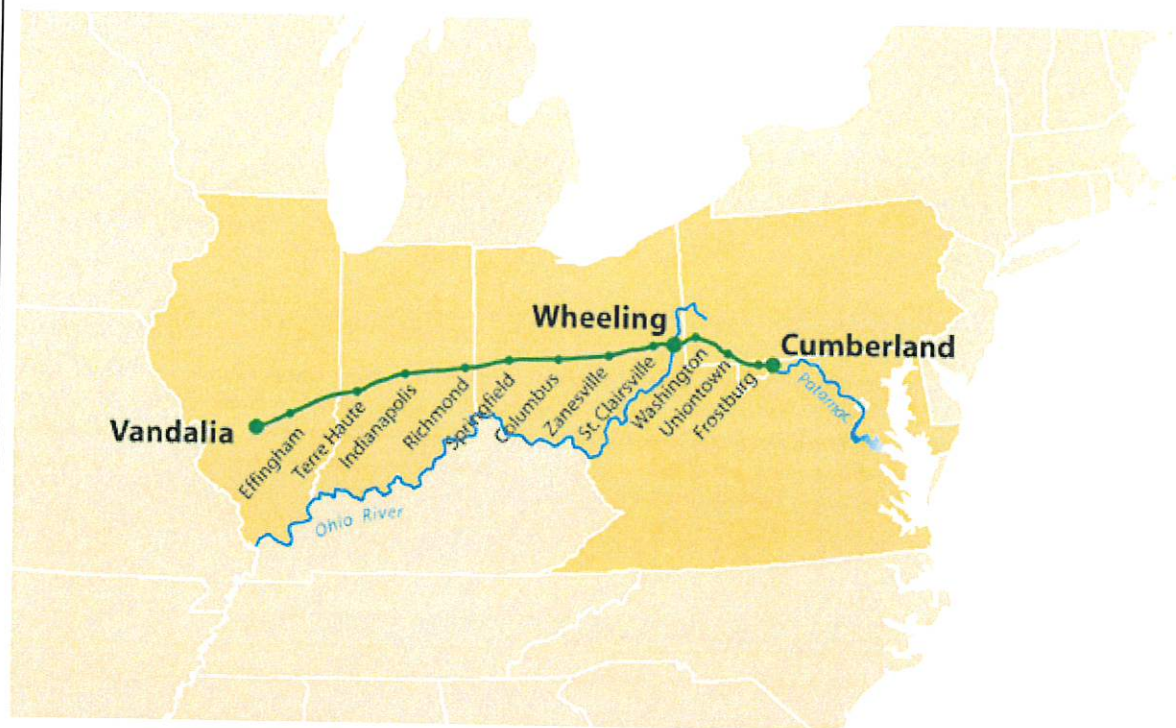 Wheeling
Cumberland
Vandalia
Effingham
Terre Haute
Indianapolis
Richmond
Springfield
Columbus
Zanesville
St. Clairsville
Washington
Uniontown
Frostburg
Potomac
Ohio River